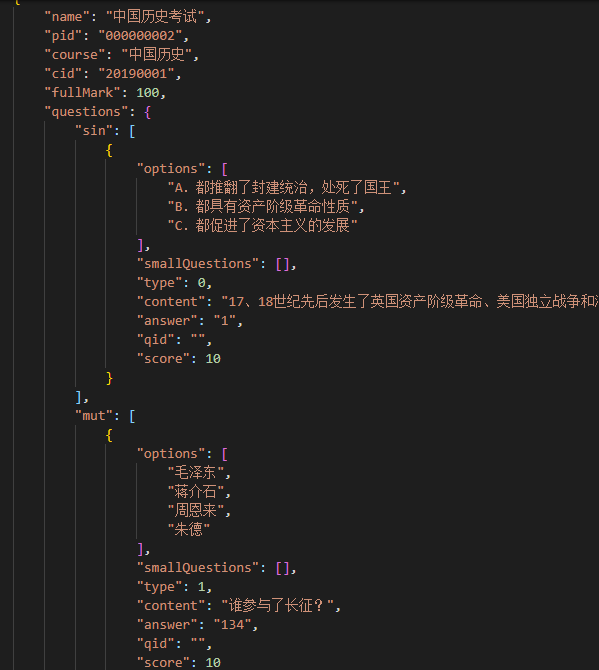 {
"name": "中国历史考试",
"pid": "000000002",
"course": "中国历史",
"cid": "20190001",
"fullMark": 100,
"questions": {
"sin": [
{
"options": [
"A. 都推翻了封建统治，处死了国王",
"B. 都具有资产阶级革命性质",
"C. 都促进了资本主义的发展"
],
"smallQuestions": [],
"type": 0,
"content": "17、18世纪先后发生了英国资产阶级革命、美国独立战争和
"answer": "1",
"qid": "",
"score": 10
}
],
"mut": [
{
"options": [
"毛泽东",
"蒋介石",
"周恩来",
"朱德"
],
"smallQuestions": [],
"type": 1,
"content": "谁参与了长征？",
"answer": "134",
"qid": "",
"score": 10